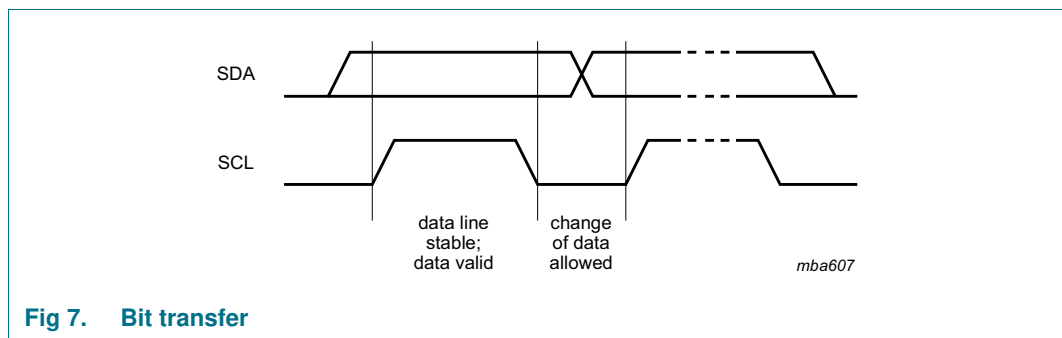 SDA
SCL
data line
stable;
data valid
change
of data
allowed
mba607
Fig 7. Bit transfer